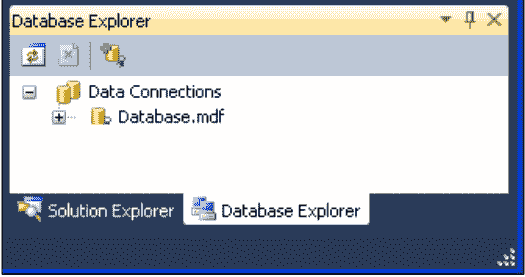 Database Explorer
Data Connections
Database.mdf
Solution Explorer Database Explorer